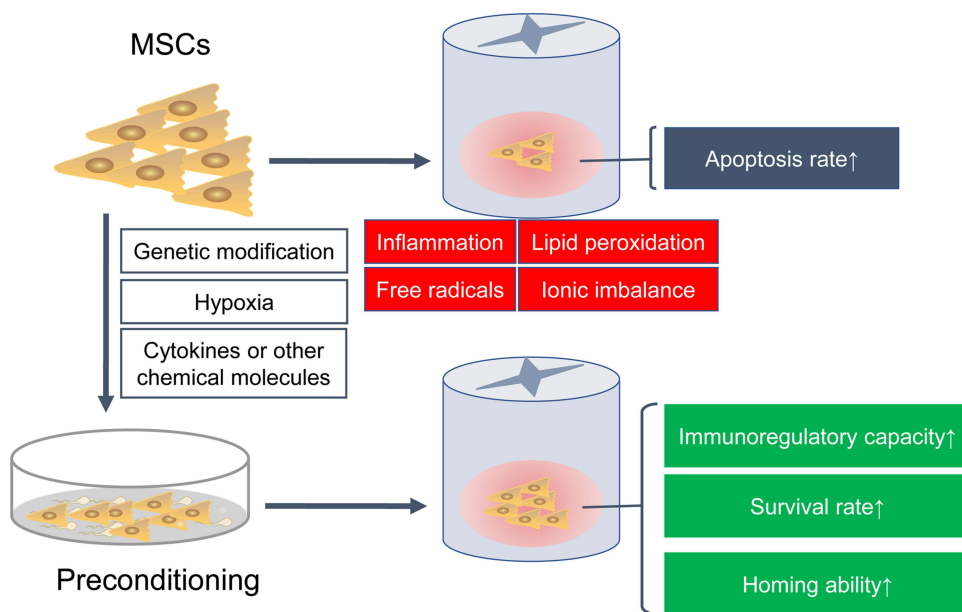 MSCs
Apoptosis rate↑
Genetic modification
Hypoxia
Cytokines or other
chemical molecules
Inflammation
Lipid peroxidation
Free radicals
Ionic imbalance
Immunoregulatory capacity↑
Survival rate↑
Homing ability↑
Preconditioning